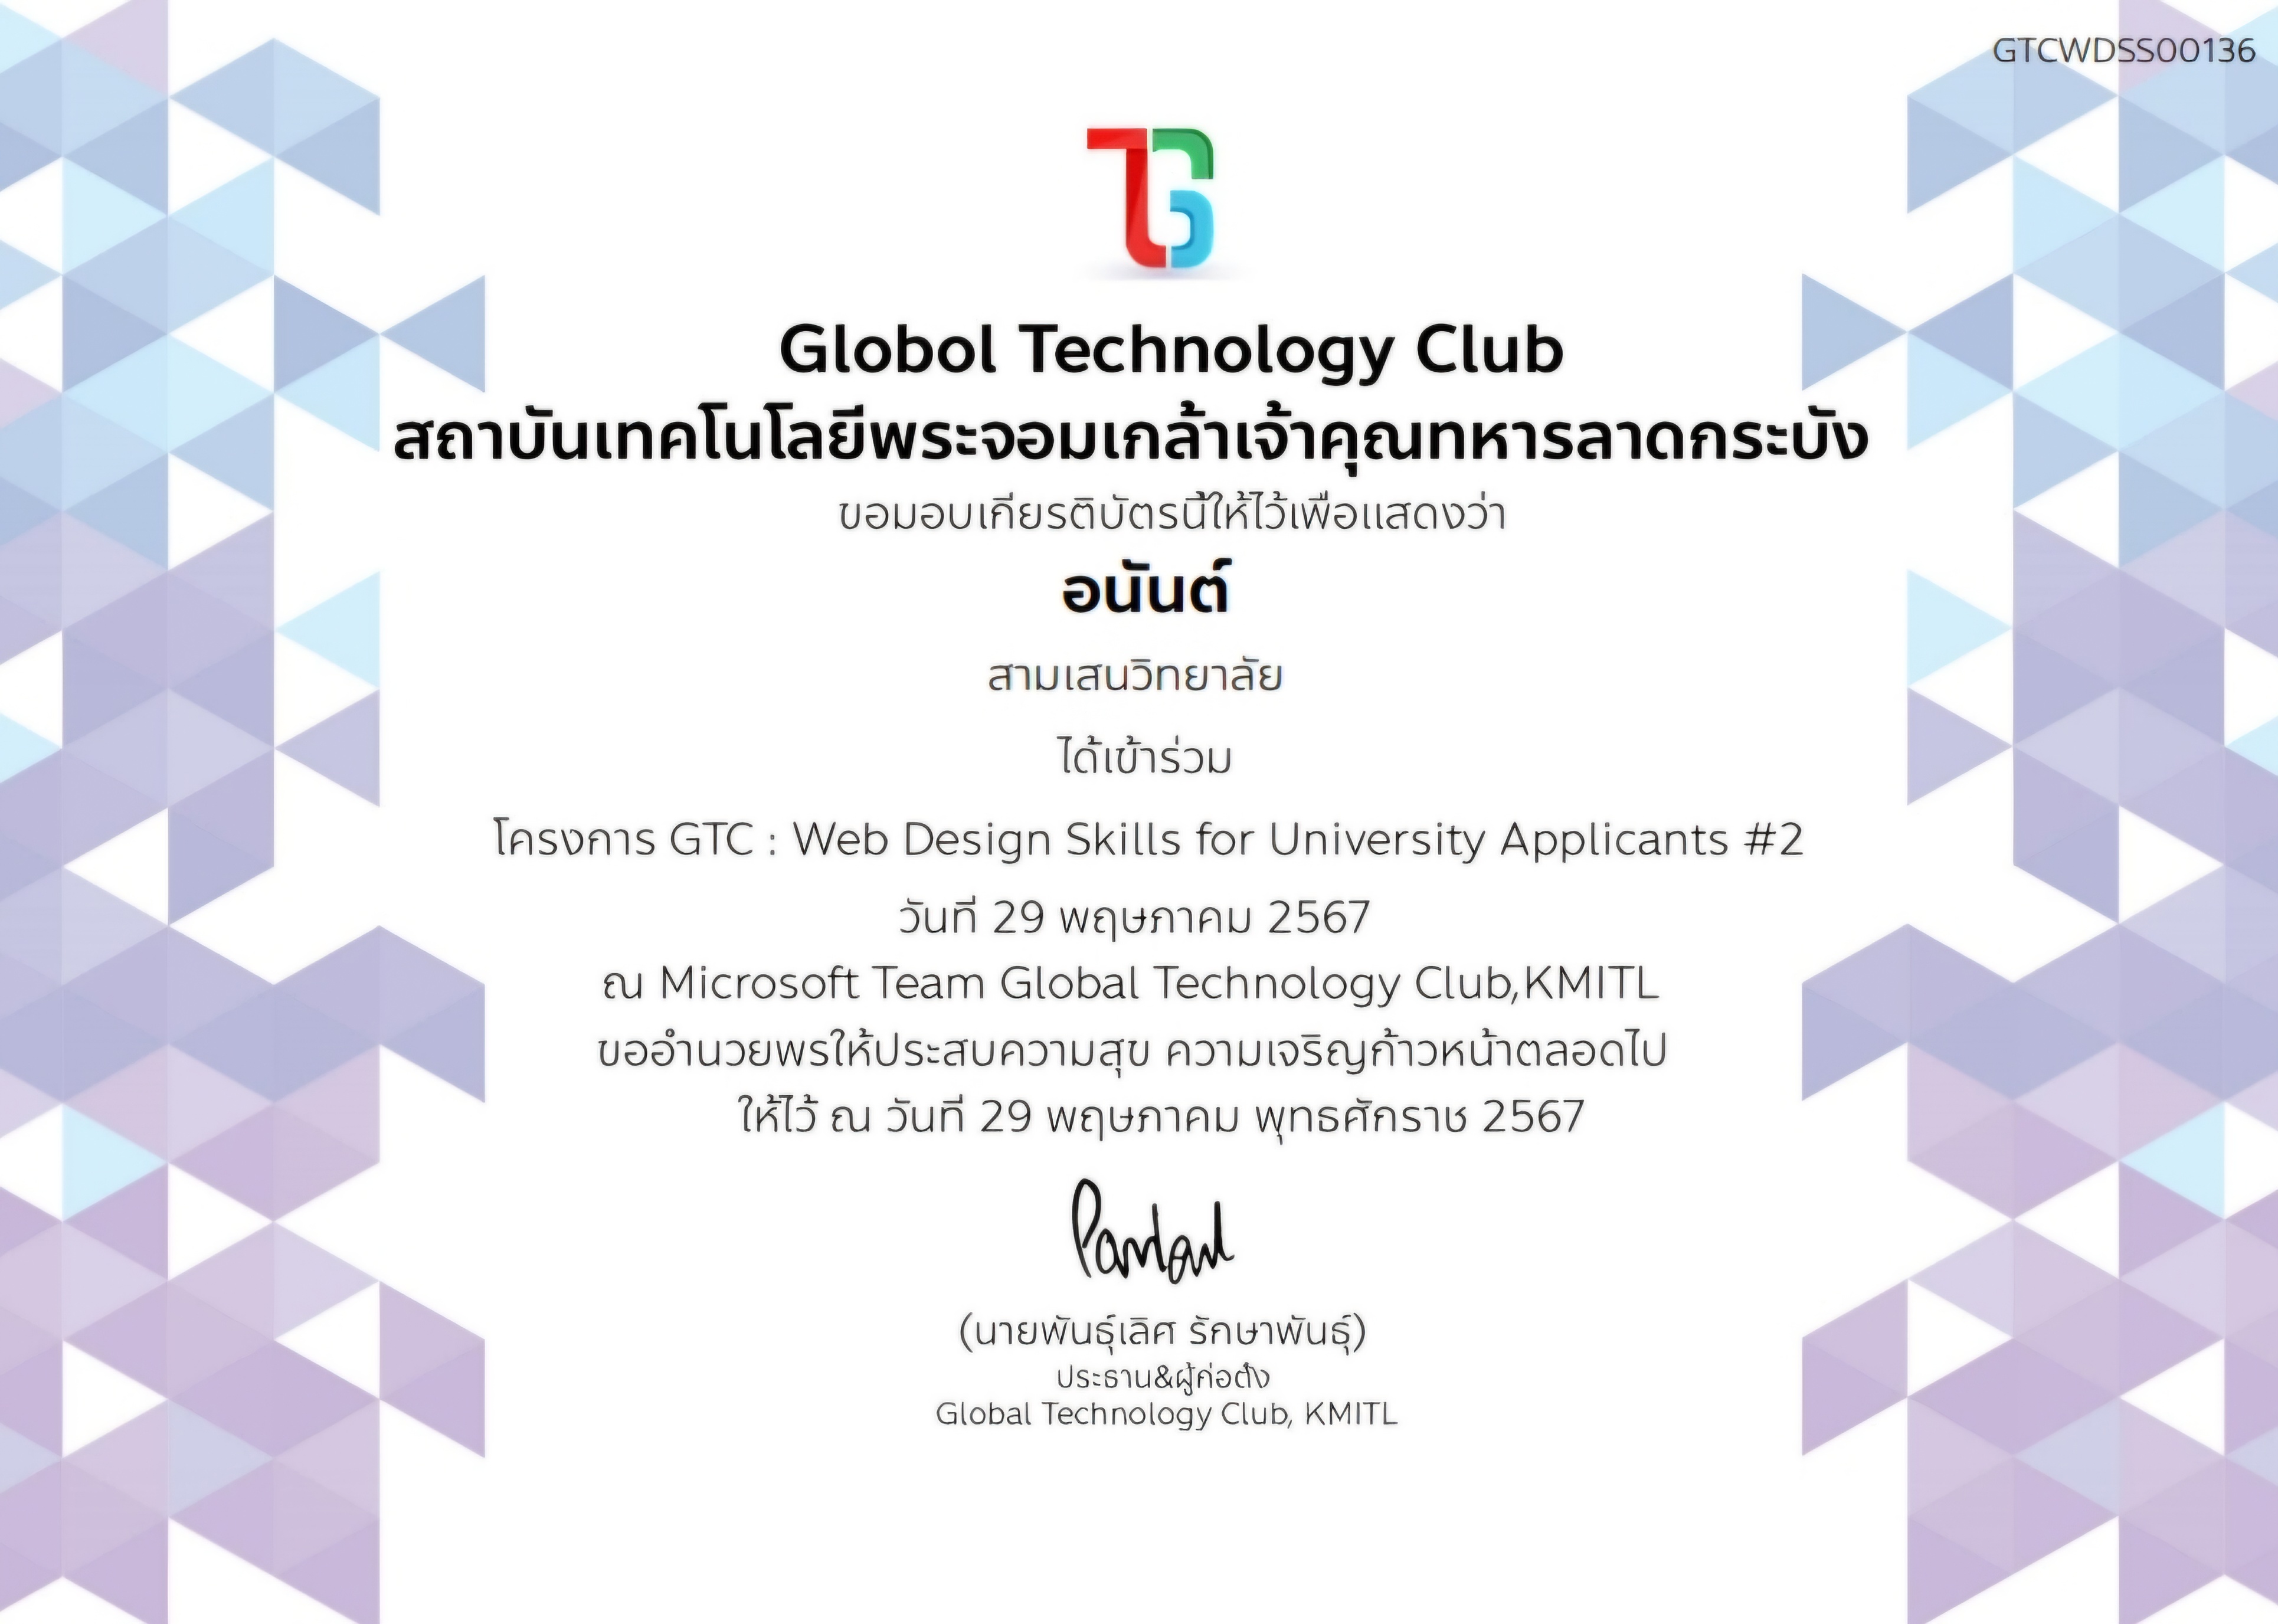 GTCWDSS00136
Globol Technology Club
สถาบันเทคโนโลยีพระจอมเกล้าเจ้าคุณทหารลาดกระบัง
ขอมอบเกียรติบัตรนี้ให้ไว้เพื่อแสดงว่า
อนันต์
สามเสนวิทยาลัย
ได้เข้าร่วม
โครงการ GTC : Web Design Skills for University Applicants #2
วันที่ 29 พฤษภาคม 2567
ณ Microsoft Team Global Technology Club,KMITL
ขออำนวยพรให้ประสบความสุข ความเจริญก้าวหน้าตลอดไป
ให้ไว้ ณ วันที่ 29 พฤษภาคม พุทธศักราช 2567
(นายพันธุ์เลิศ รักษาพันธุ์)
ประธาน&ผู้ก่อตั้ง
Global Technology Club, KMITL